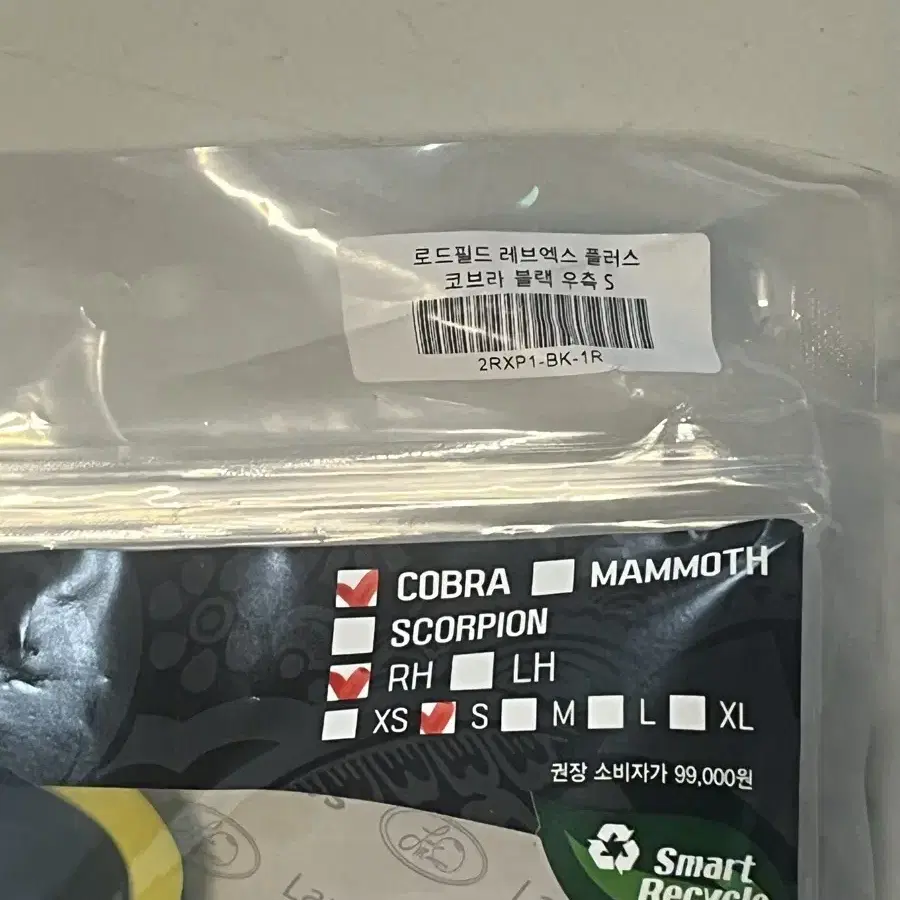 로드필드 레브엑스 플러스
코브라 블랙 우측 S
2RXP1-BK-1R
COBRA MAMMOTH
SCORPION
RH LH
XS S M L XL
권장 소비자가 99,000원
Smart
Recycle